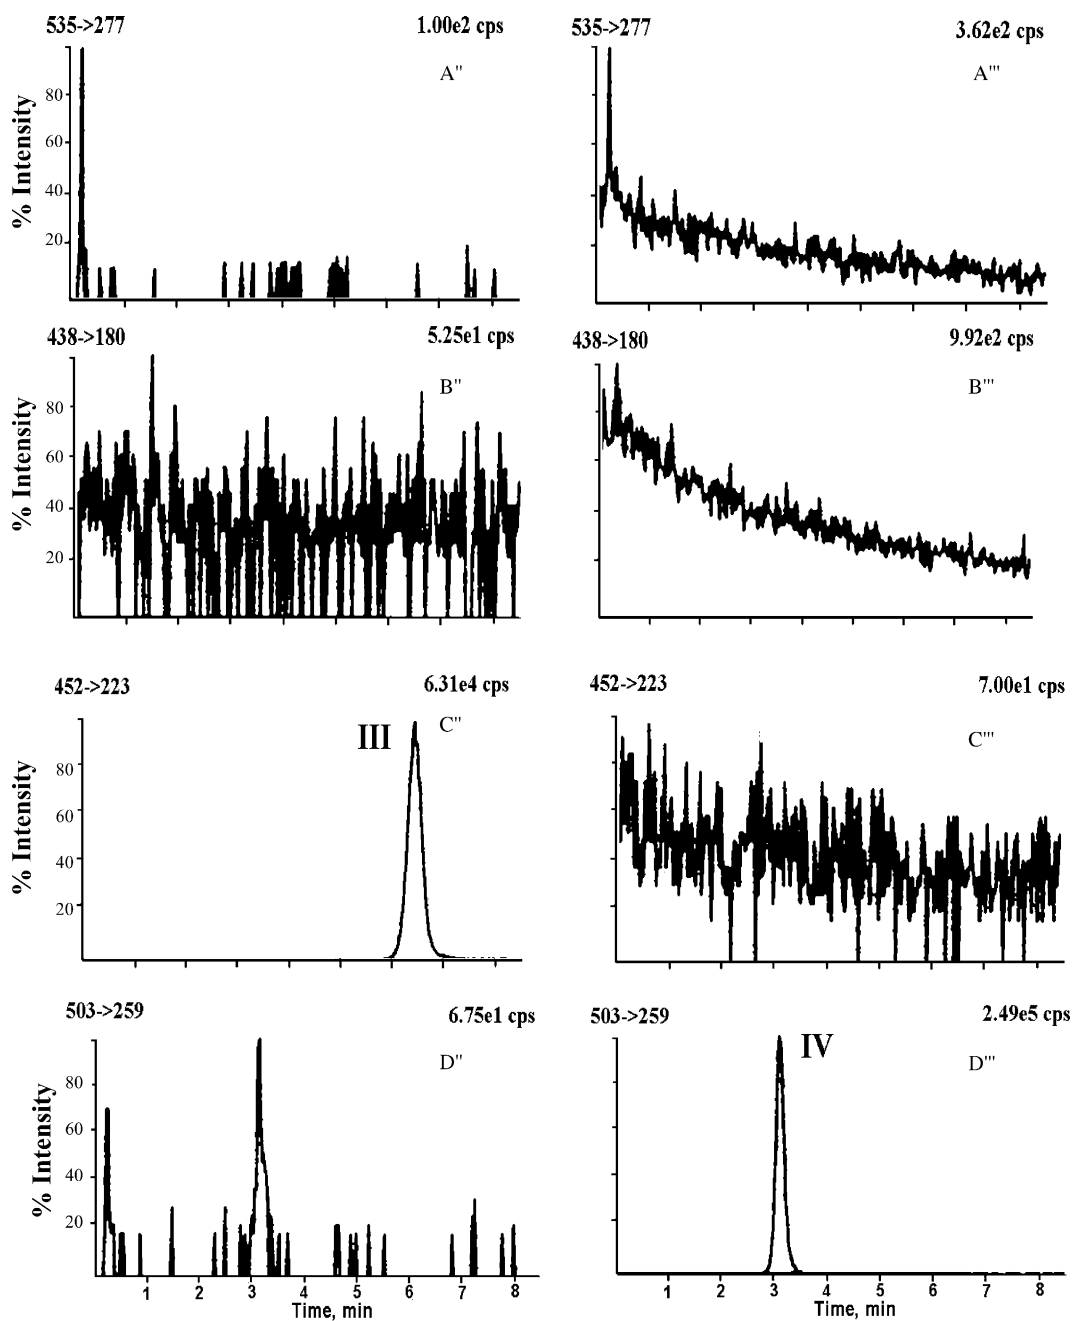 535->277 1.00e2 cps
A''
% Intensity
80
60
40
20
535->277 3.62e2 cps
A'''
438->180 5.25e1 cps
B''
% Intensity
80
60
40
20
438->180 9.92e2 cps
B'''
452->223 6.31e4 cps
III C''
% Intensity
80
60
40
20
452->223 7.00e1 cps
C'''
503->259 6.75e1 cps
D''
% Intensity
80
60
40
20
1 2 3 4 5 6 7 8
Time, min
503->259 2.49e5 cps
IV
D'''
1 2 3 4 5 6 7 8
Time, min